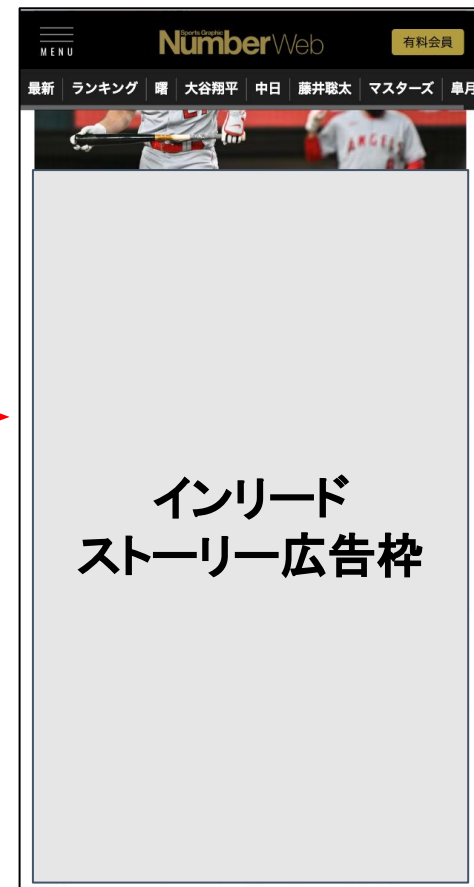 Sports Graphic
NumberWeb
MENU
有料会員
最新 ランキング 曙 大谷翔平 中日 藤井聡太 マスターズ 皐月
ANGELS
インリード
ストーリー広告枠